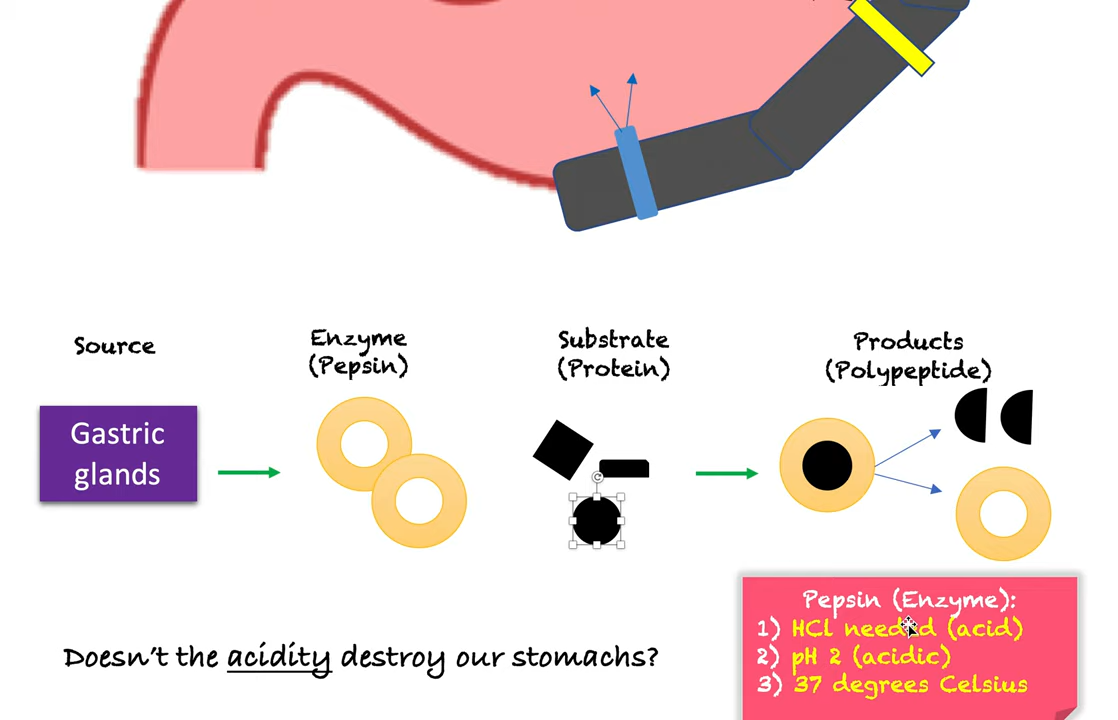 Source
Enzyme
(Pepsin)
Substrate
(Protein)
Products
(Polypeptide)
Gastric
glands
Doesn't the acidity destroy our stomachs?
Pepsin (Enzyme):
1) HCl needed (acid)
2) pH 2 (acidic)
3) 37 degrees Celsius